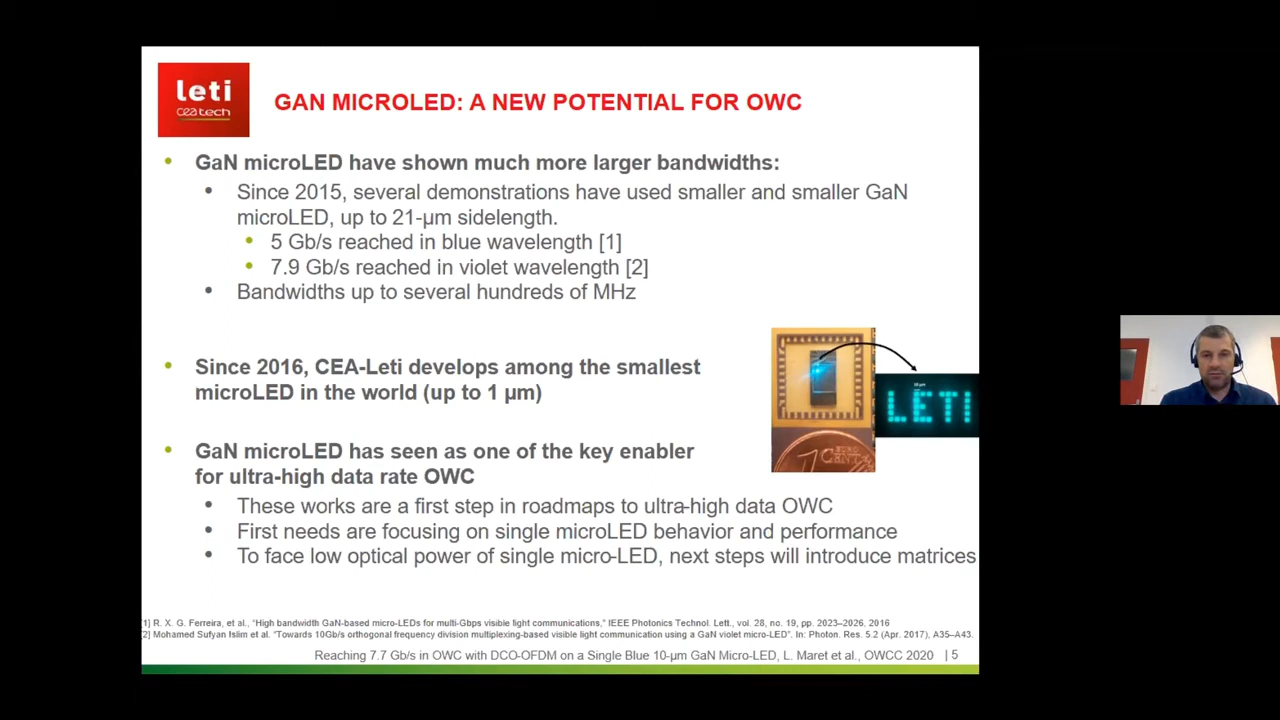 leti
ceatech
GAN MICROLED: A NEW POTENTIAL FOR OWC
• GaN microLED have shown much more larger bandwidths:
• Since 2015, several demonstrations have used smaller and smaller GaN
microLED, up to 21-µm sidelength.
• 5 Gb/s reached in blue wavelength [1]
• 7.9 Gb/s reached in violet wavelength [2]
• Bandwidths up to several hundreds of MHz
• Since 2016, CEA-Leti develops among the smallest
microLED in the world (up to 1 µm)
LETI
• GaN microLED has seen as one of the key enabler
for ultra-high data rate OWC
• These works are a first step in roadmaps to ultra-high data OWC
• First needs are focusing on single microLED behavior and performance
• To face low optical power of single micro-LED, next steps will introduce matrices
[1] R. X. G. Ferreira, et al., "High bandwidth GaN-based micro-LEDs for multi-Gbps visible light communications," IEEE Photonics Technol. Lett., vol. 28, no. 19, pp. 2023–2026, 2016
[2] Mohamed Sufyan Islim et al. "Towards 10Gb/s orthogonal frequency division multiplexing-based visible light communication using a GaN violet micro-LED". In: Photon. Res. 5.2 (Apr. 2017), A35–A43.
Reaching 7.7 Gb/s in OWC with DCO-OFDM on a Single Blue 10-µm GaN Micro-LED, L. Maret et al., OWCC 2020 | 5